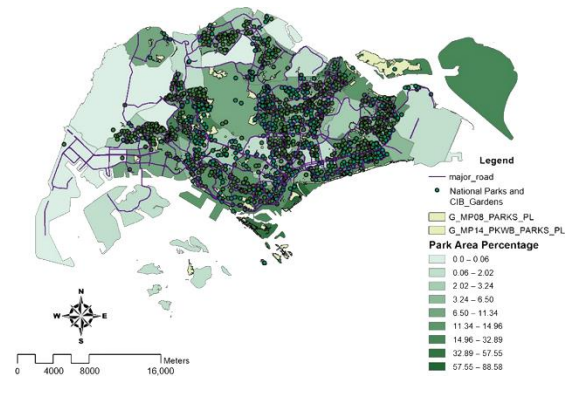 Legend
major_road
National Parks and
CIB_Gardens
G_MP08_PARKS_PL
G_MP14_PKWB_PARKS_PL
Park Area Percentage
0.0 – 0.06
0.06 - 2.02
2.02 – 3.24
3.24 – 6.50
6.50 – 11.34
11.34 – 14.96
14.96 – 32.89
32.89 – 57.55
57.55 – 88.58
N
W E
S
Meters
0 4000 8000 16,000